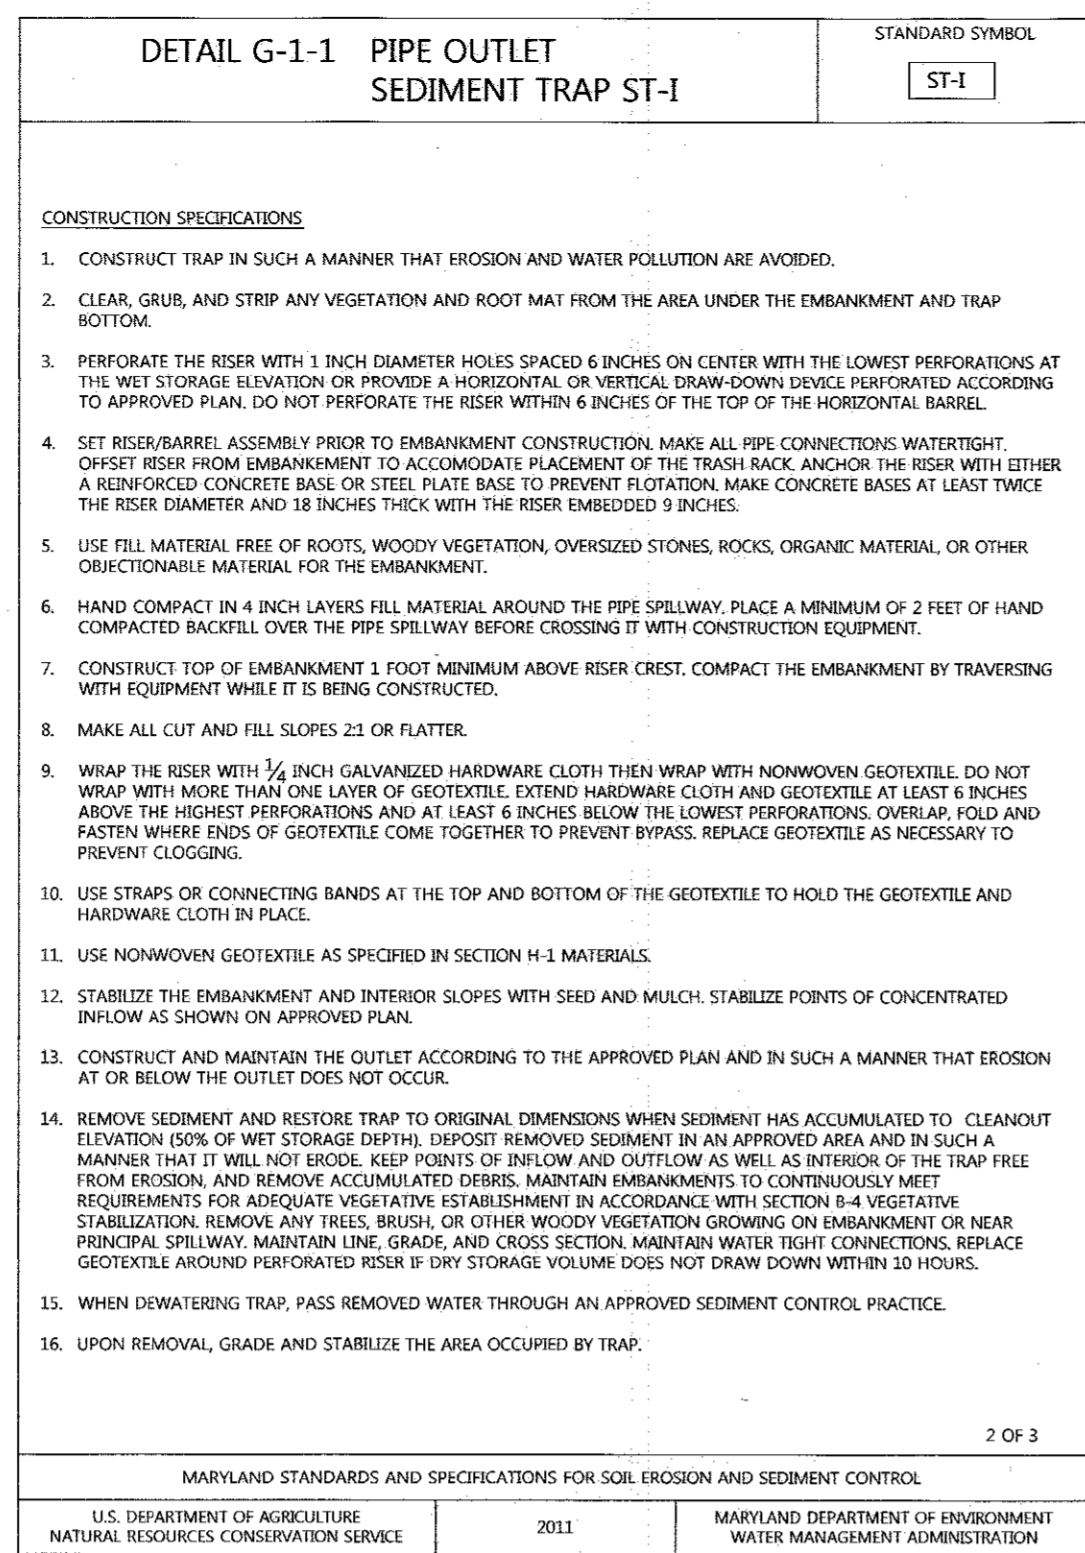 DETAIL G-1-1 PIPE OUTLET
SEDIMENT TRAP ST-I
STANDARD SYMBOL
ST-I
CONSTRUCTION SPECIFICATIONS
1. CONSTRUCT TRAP IN SUCH A MANNER THAT EROSION AND WATER POLLUTION ARE AVOIDED.
2. CLEAR, GRUB, AND STRIP ANY VEGETATION AND ROOT MAT FROM THE AREA UNDER THE EMBANKMENT AND TRAP
BOTTOM.
3. PERFORATE THE RISER WITH 1 INCH DIAMETER HOLES SPACED 6 INCHES ON CENTER WITH THE LOWEST PERFORATIONS AT
THE WET STORAGE ELEVATION OR PROVIDE A HORIZONTAL OR VERTICAL DRAW-DOWN DEVICE PERFORATED ACCORDING
TO APPROVED PLAN. DO NOT PERFORATE THE RISER WITHIN 6 INCHES OF THE TOP OF THE HORIZONTAL BARREL.
4. SET RISER/BARREL ASSEMBLY PRIOR TO EMBANKMENT CONSTRUCTION. MAKE ALL PIPE CONNECTIONS WATERTIGHT.
OFFSET RISER FROM EMBANKEMENT TO ACCOMODATE PLACEMENT OF THE TRASH RACK. ANCHOR THE RISER WITH EITHER
A REINFORCED CONCRETE BASE OR STEEL PLATE BASE TO PREVENT FLOTATION. MAKE CONCRETE BASES AT LEAST TWICE
THE RISER DIAMETER AND 18 INCHES THICK WITH THE RISER EMBEDDED 9 INCHES.
5. USE FILL MATERIAL FREE OF ROOTS, WOODY VEGETATION, OVERSIZED STONES, ROCKS, ORGANIC MATERIAL, OR OTHER
OBJECTIONABLE MATERIAL FOR THE EMBANKMENT.
6. HAND COMPACT IN 4 INCH LAYERS FILL MATERIAL AROUND THE PIPE SPILLWAY. PLACE A MINIMUM OF 2 FEET OF HAND
COMPACTED BACKFILL OVER THE PIPE SPILLWAY BEFORE CROSSING IT WITH CONSTRUCTION EQUIPMENT.
7. CONSTRUCT TOP OF EMBANKMENT 1 FOOT MINIMUM ABOVE RISER CREST. COMPACT THE EMBANKMENT BY TRAVERSING
WITH EQUIPMENT WHILE IT IS BEING CONSTRUCTED.
8. MAKE ALL CUT AND FILL SLOPES 2:1 OR FLATTER.
9. WRAP THE RISER WITH 1/4 INCH GALVANIZED HARDWARE CLOTH THEN WRAP WITH NONWOVEN GEOTEXTILE. DO NOT
WRAP WITH MORE THAN ONE LAYER OF GEOTEXTILE. EXTEND HARDWARE CLOTH AND GEOTEXTILE AT LEAST 6 INCHES
ABOVE THE HIGHEST PERFORATIONS AND AT LEAST 6 INCHES BELOW THE LOWEST PERFORATIONS. OVERLAP, FOLD AND
FASTEN WHERE ENDS OF GEOTEXTILE COME TOGETHER TO PREVENT BYPASS. REPLACE GEOTEXTILE AS NECESSARY TO
PREVENT CLOGGING.
10. USE STRAPS OR CONNECTING BANDS AT THE TOP AND BOTTOM OF THE GEOTEXTILE TO HOLD THE GEOTEXTILE AND
HARDWARE CLOTH IN PLACE.
11. USE NONWOVEN GEOTEXTILE AS SPECIFIED IN SECTION H-1 MATERIALS.
12. STABILIZE THE EMBANKMENT AND INTERIOR SLOPES WITH SEED AND MULCH. STABILIZE POINTS OF CONCENTRATED
INFLOW AS SHOWN ON APPROVED PLAN.
13. CONSTRUCT AND MAINTAIN THE OUTLET ACCORDING TO THE APPROVED PLAN AND IN SUCH A MANNER THAT EROSION
AT OR BELOW THE OUTLET DOES NOT OCCUR.
14. REMOVE SEDIMENT AND RESTORE TRAP TO ORIGINAL DIMENSIONS WHEN SEDIMENT HAS ACCUMULATED TO CLEANOUT
ELEVATION (50% OF WET STORAGE DEPTH). DEPOSIT REMOVED SEDIMENT IN AN APPROVED AREA AND IN SUCH A
MANNER THAT IT WILL NOT ERODE. KEEP POINTS OF INFLOW AND OUTFLOW AS WELL AS INTERIOR OF THE TRAP FREE
FROM EROSION, AND REMOVE ACCUMULATED DEBRIS. MAINTAIN EMBANKMENTS TO CONTINUOUSLY MEET
REQUIREMENTS FOR ADEQUATE VEGETATIVE ESTABLISHMENT IN ACCORDANCE WITH SECTION B-4 VEGETATIVE
STABILIZATION. REMOVE ANY TREES, BRUSH, OR OTHER WOODY VEGETATION GROWING ON EMBANKMENT OR NEAR
PRINCIPAL SPILLWAY. MAINTAIN LINE, GRADE, AND CROSS SECTION. MAINTAIN WATER TIGHT CONNECTIONS. REPLACE
GEOTEXTILE AROUND PERFORATED RISER IF DRY STORAGE VOLUME DOES NOT DRAW DOWN WITHIN 10 HOURS.
15. WHEN DEWATERING TRAP, PASS REMOVED WATER THROUGH AN APPROVED SEDIMENT CONTROL PRACTICE.
16. UPON REMOVAL, GRADE AND STABILIZE THE AREA OCCUPIED BY TRAP.
2 OF 3
MARYLAND STANDARDS AND SPECIFICATIONS FOR SOIL EROSION AND SEDIMENT CONTROL
U.S. DEPARTMENT OF AGRICULTURE
NATURAL RESOURCES CONSERVATION SERVICE
2011
MARYLAND DEPARTMENT OF ENVIRONMENT
WATER MANAGEMENT ADMINISTRATION